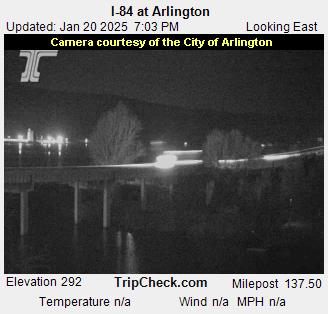 I-84 at Arlington
Updated: Jan 20 2025 7:03 PM Looking East
Camera courtesy of the City of Arlington
Elevation 292 TripCheck.com Milepost 137.50
Temperature n/a Wind n/a MPH n/a